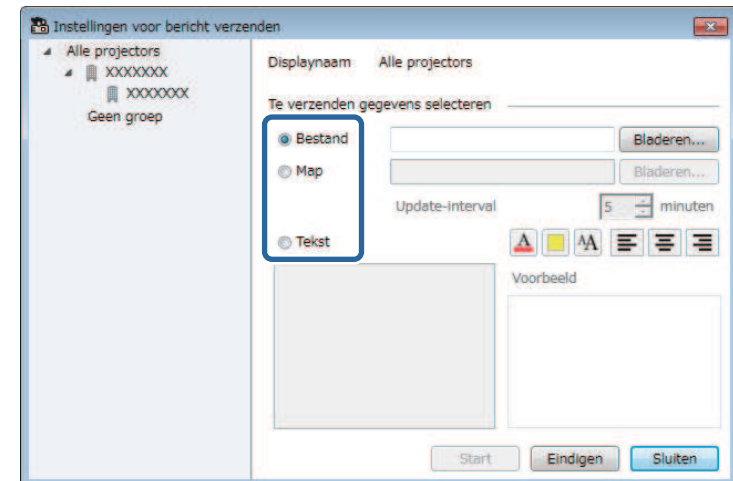 Instellingen voor bericht verzenden
Alle projectors
XXXXXXX
XXXXXXX
Geen groep
Displaynaam Alle projectors
Te verzenden gegevens selecteren
Bestand Bladeren...
Map Bladeren...
Update-interval 5 minuten
Tekst A AA
Voorbeeld
Start Eindigen Sluiten